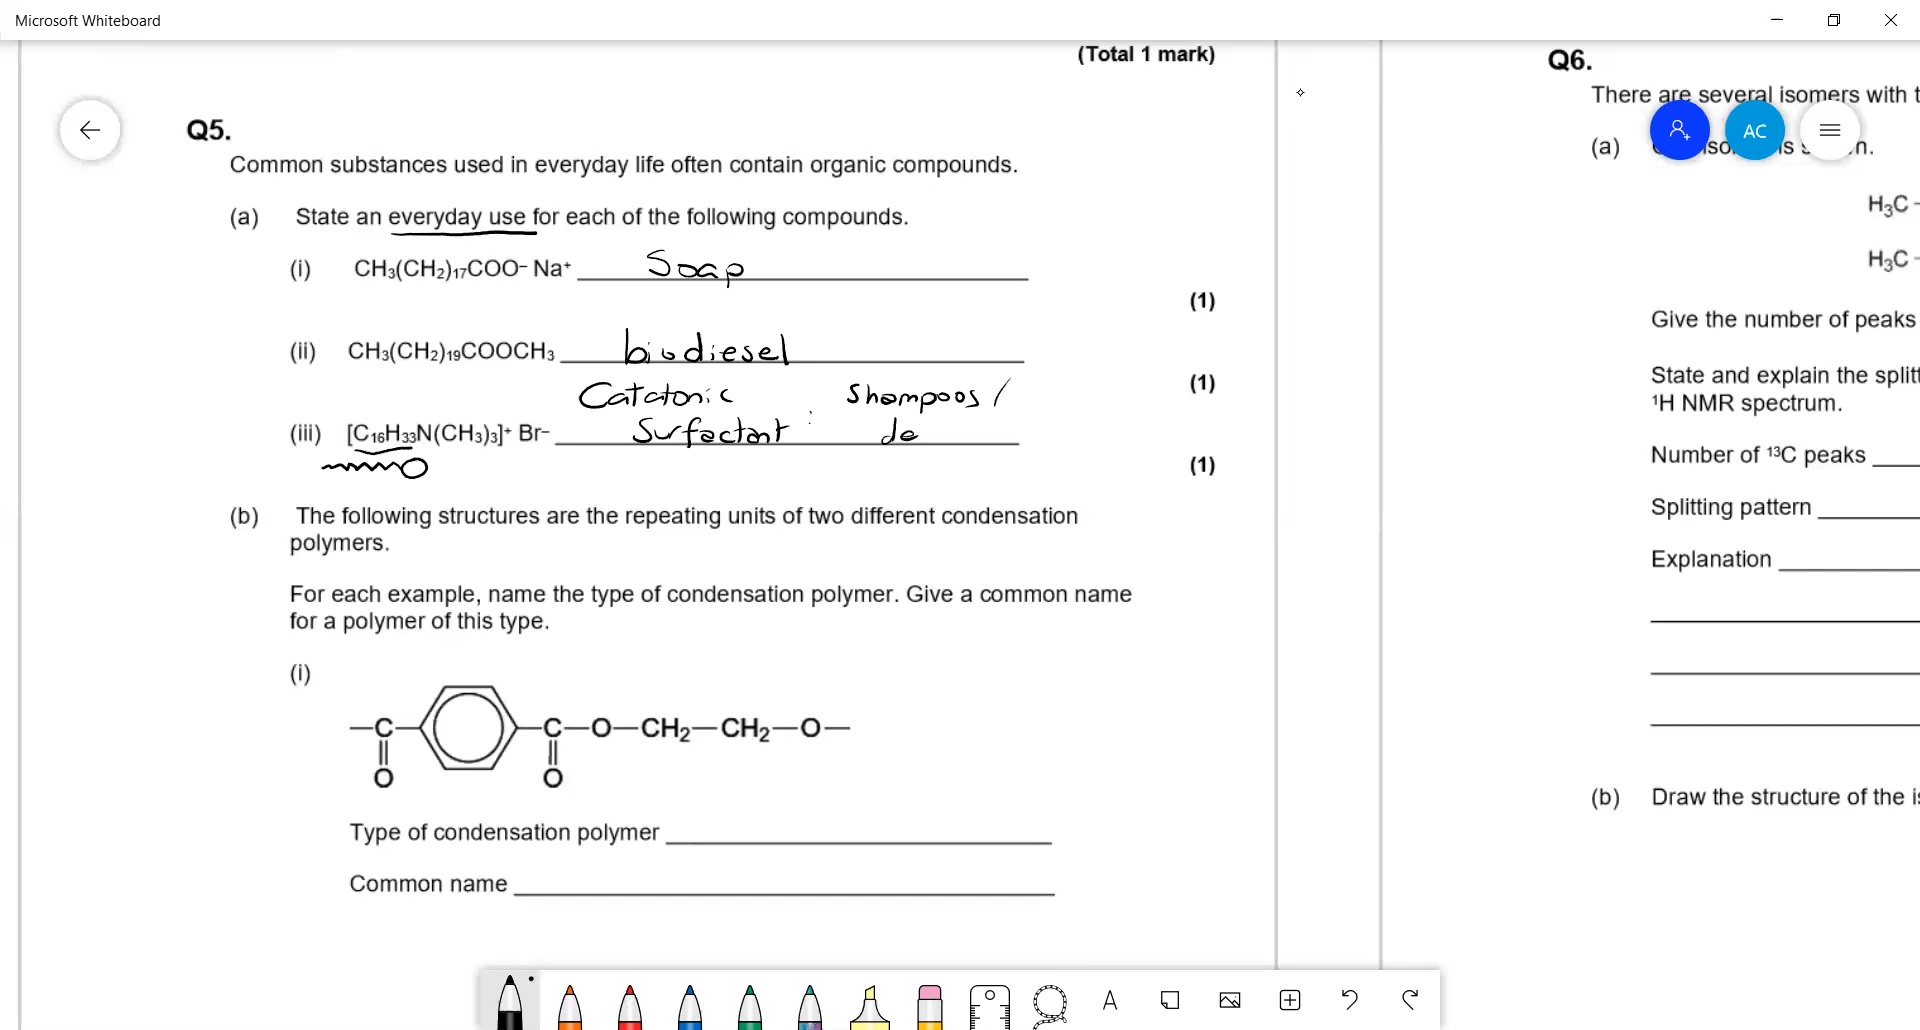 Microsoft Whiteboard
(Total 1 mark)
Q5.
Common substances used in everyday life often contain organic compounds.
(a) State an everyday use for each of the following compounds.
(i) CH₃(CH₂)₁₇COO⁻ Na⁺ Soap
(1)
(ii) CH₃(CH₂)₁₉COOCH₃ biodiesel
(1)
Catatonic Shampoos /
(iii) [C₁₆H₃₃N(CH₃)₃]⁺ Br⁻ Surfactant : de
(1)
(b) The following structures are the repeating units of two different condensation
polymers.
For each example, name the type of condensation polymer. Give a common name
for a polymer of this type.
(i)
—C— —C—O—CH₂—CH₂—O—
O O
Type of condensation polymer
Common name
Q6.
There are several isomers with t
AC
(a)
H₃C -
H₃C -
Give the number of peaks
State and explain the splitt
¹H NMR spectrum.
Number of ¹³C peaks
Splitting pattern
Explanation
(b) Draw the structure of the is
A